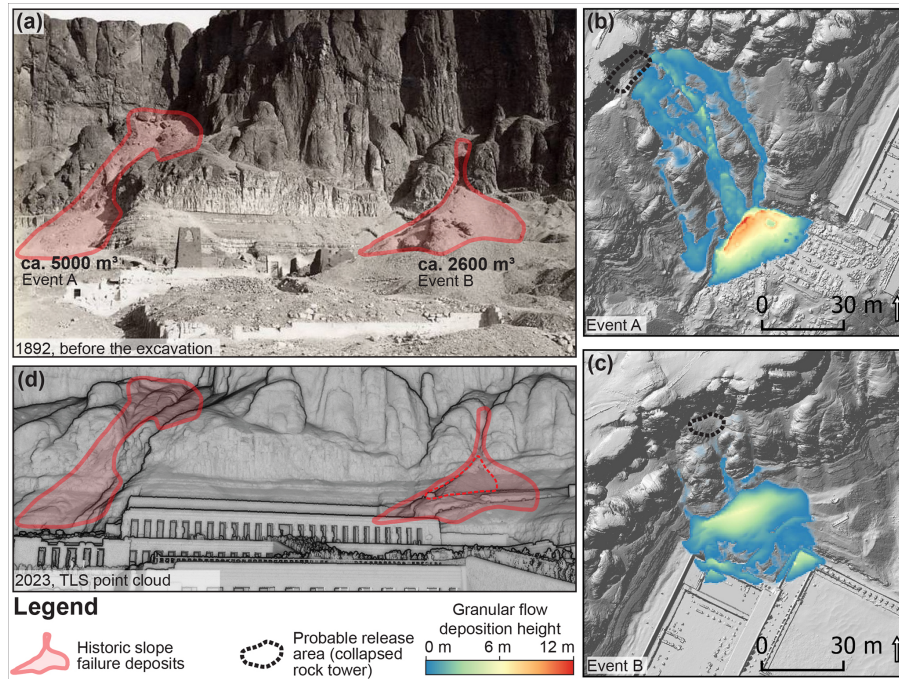 (a)
ca. 5000 m³
Event A
ca. 2600 m³
Event B
1892, before the excavation
(b)
0 30 m
Event A
(d)
2023, TLS point cloud
(c)
0 30 m
Event B
Legend
Historic slope
failure deposits
Probable release
area (collapsed
rock tower)
Granular flow
deposition height
0 m 6 m 12 m